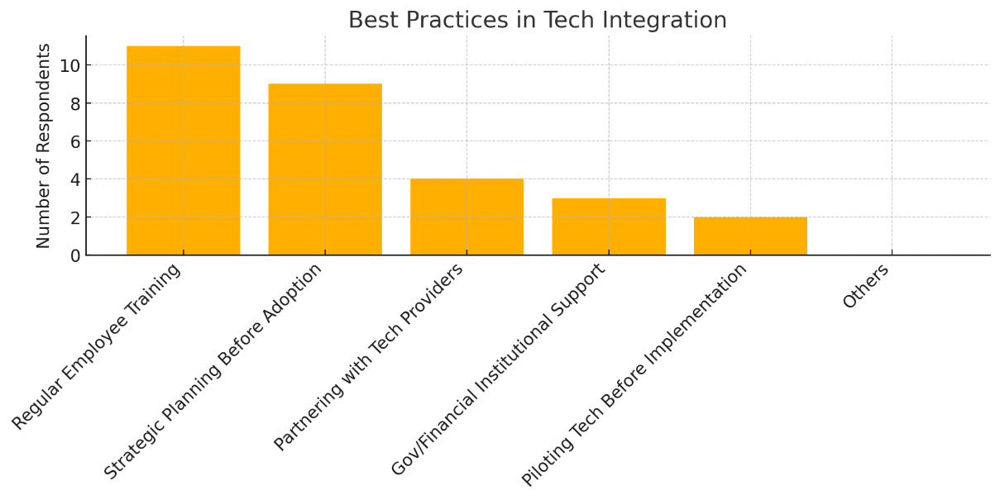 Best Practices in Tech Integration
Number of Respondents
10
8
6
4
2
0
Regular Employee Training
Strategic Planning Before Adoption
Partnering with Tech Providers
Gov/Financial Institutional Support
Piloting Tech Before Implementation
Others